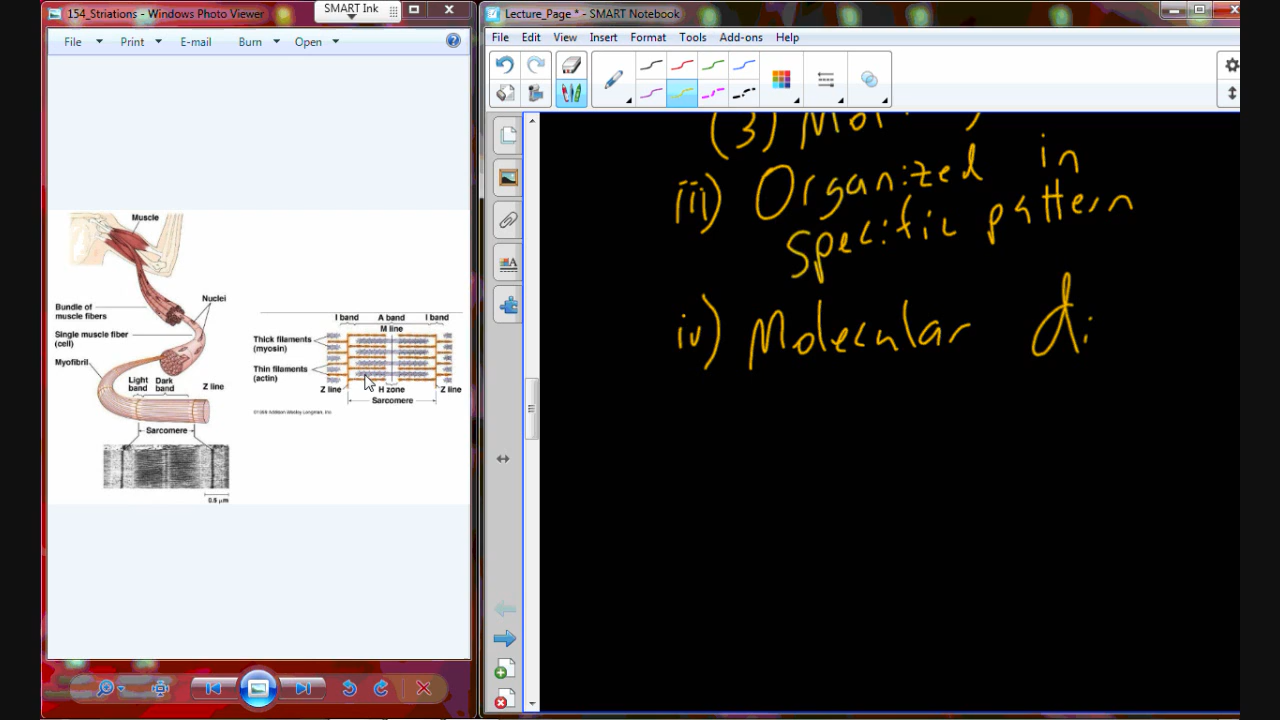 154_Striations - Windows Photo Viewer
SMART Ink
File Print E-mail Burn Open
Muscle
Nuclei
Bundle of
muscle fibers
Single muscle fiber
(cell)
Myofibril
Light
band
Dark
band
Z line
Sarcomere
0.5 μm
I band A band I band
M line
Thick filaments
(myosin)
Thin filaments
(actin)
Z line H zone Z line
Sarcomere
Lecture_Page * - SMART Notebook
File Edit View Insert Format Tools Add-ons Help
(3)
iii) Organized in
specific pattern
iv) Molecular di